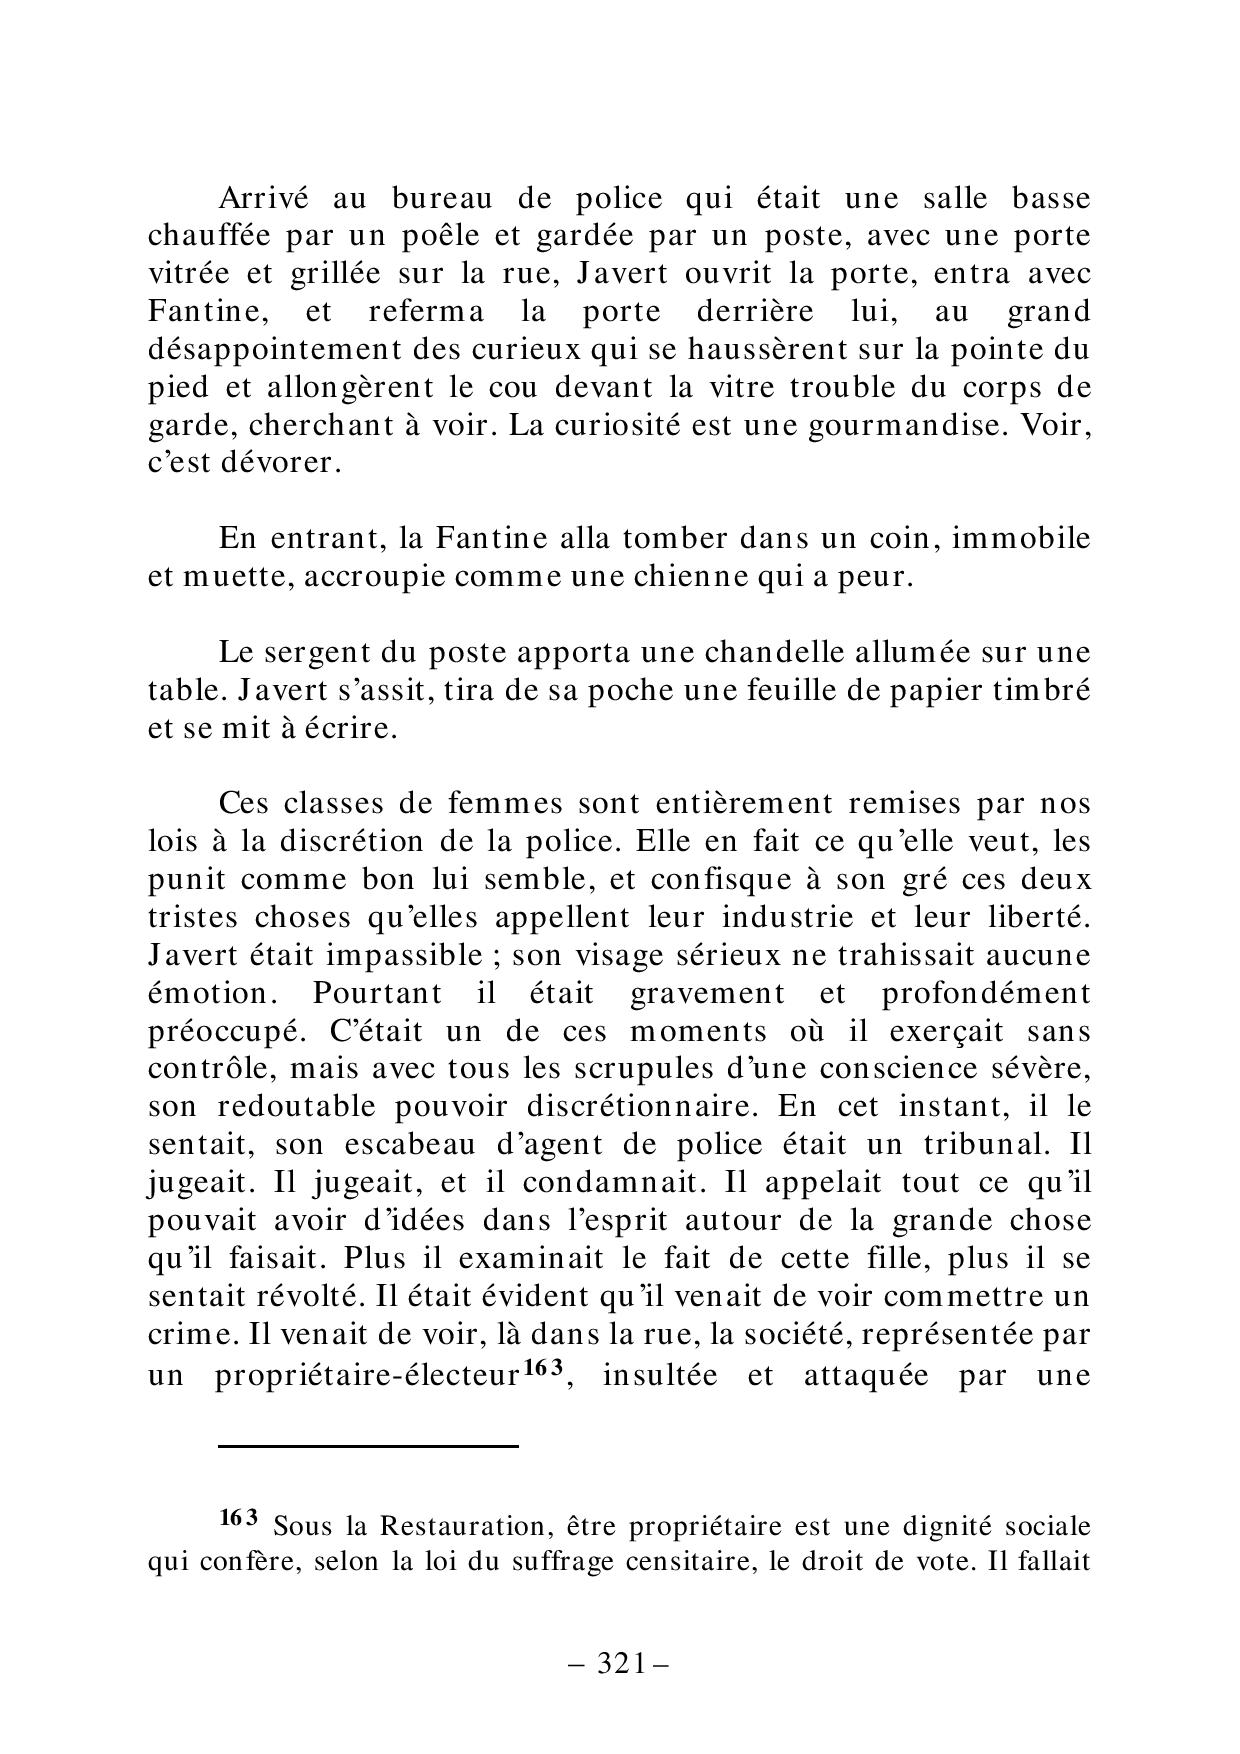 Arrivé au bureau de police qui était une salle basse
chauffée par un poêle et gardée par un poste, avec une porte
vitrée et grillée sur la rue, Javert ouvrit la porte, entra avec
Fantine, et referma la porte derrière lui, au grand
désappointement des curieux qui se haussèrent sur la pointe du
pied et allongèrent le cou devant la vitre trouble du corps de
garde, cherchant à voir. La curiosité est une gourmandise. Voir,
c’est dévorer.
En entrant, la Fantine alla tomber dans un coin, immobile
et muette, accroupie comme une chienne qui a peur.
Le sergent du poste apporta une chandelle allumée sur une
table. Javert s’assit, tira de sa poche une feuille de papier timbré
et se mit à écrire.
Ces classes de femmes sont entièrement remises par nos
lois à la discrétion de la police. Elle en fait ce qu’elle veut, les
punit comme bon lui semble, et confisque à son gré ces deux
tristes choses qu’elles appellent leur industrie et leur liberté.
Javert était impassible ; son visage sérieux ne trahissait aucune
émotion. Pourtant il était gravement et profondément
préoccupé. C’était un de ces moments où il exerçait sans
contrôle, mais avec tous les scrupules d’une conscience sévère,
son redoutable pouvoir discrétionnaire. En cet instant, il le
sentait, son escabeau d’agent de police était un tribunal. Il
jugeait. Il jugeait, et il condamnait. Il appelait tout ce qu’il
pouvait avoir d’idées dans l’esprit autour de la grande chose
qu’il faisait. Plus il examinait le fait de cette fille, plus il se
sentait révolté. Il était évident qu’il venait de voir commettre un
crime. Il venait de voir, là dans la rue, la société, représentée par
un propriétaire-électeur163, insultée et attaquée par une
163 Sous la Restauration, être propriétaire est une dignité sociale
qui confère, selon la loi du suffrage censitaire, le droit de vote. Il fallait
– 321 –